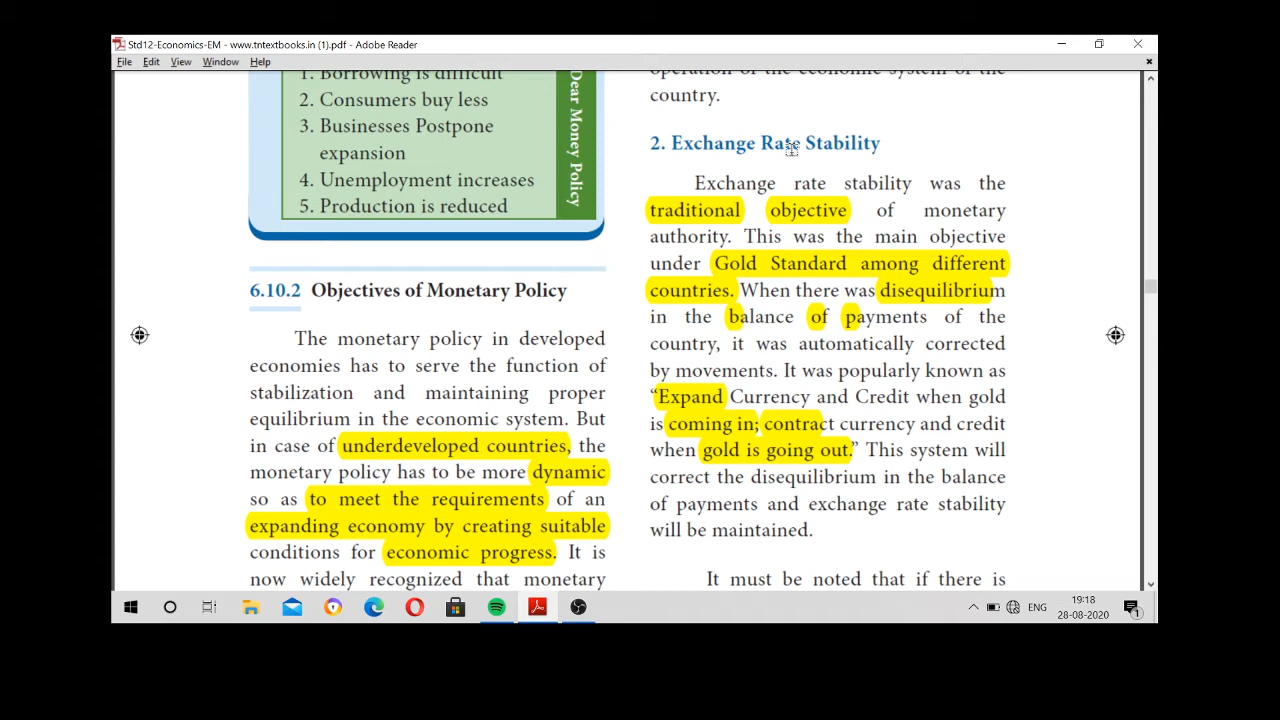 Std12-Economics-EM - www.tntextbooks.in (1).pdf - Adobe Reader
File Edit View Window Help
1. Borrowing is difficult
2. Consumers buy less
3. Businesses Postpone
expansion
4. Unemployment increases
5. Production is reduced
Dear Money Policy
6.10.2 Objectives of Monetary Policy
The monetary policy in developed
economies has to serve the function of
stabilization and maintaining proper
equilibrium in the economic system. But
in case of underdeveloped countries, the
monetary policy has to be more dynamic
so as to meet the requirements of an
expanding economy by creating suitable
conditions for economic progress. It is
now widely recognized that monetary
operation of the economic system of the
country.
2. Exchange Rate Stability
Exchange rate stability was the
traditional objective of monetary
authority. This was the main objective
under Gold Standard among different
countries. When there was disequilibrium
in the balance of payments of the
country, it was automatically corrected
by movements. It was popularly known as
“Expand Currency and Credit when gold
is coming in; contract currency and credit
when gold is going out.” This system will
correct the disequilibrium in the balance
of payments and exchange rate stability
will be maintained.
It must be noted that if there is
ENG
19:18
28-08-2020
1